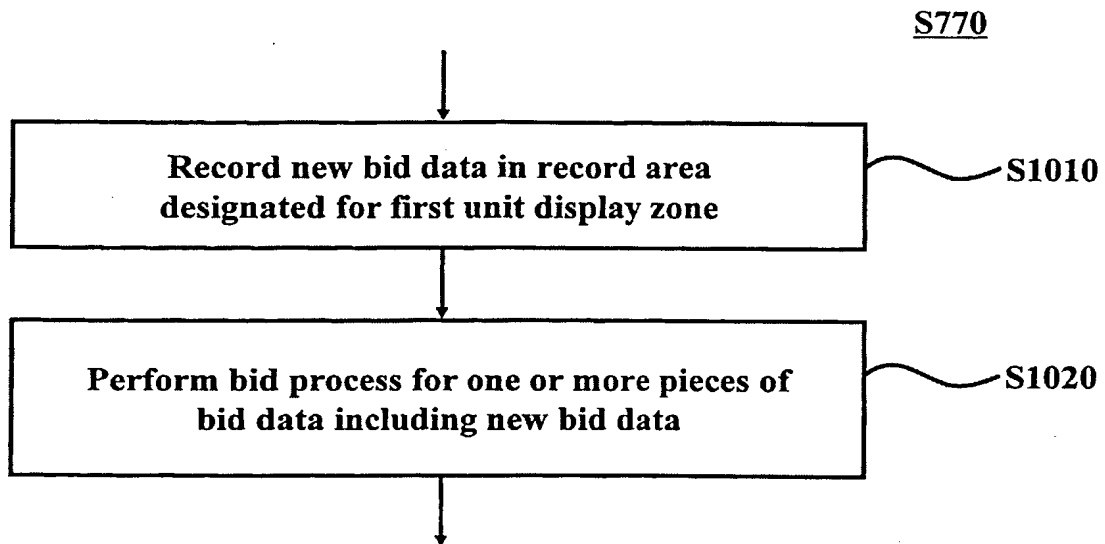 S770
Record new bid data in record area
designated for first unit display zone
S1010
Perform bid process for one or more pieces of
bid data including new bid data
S1020